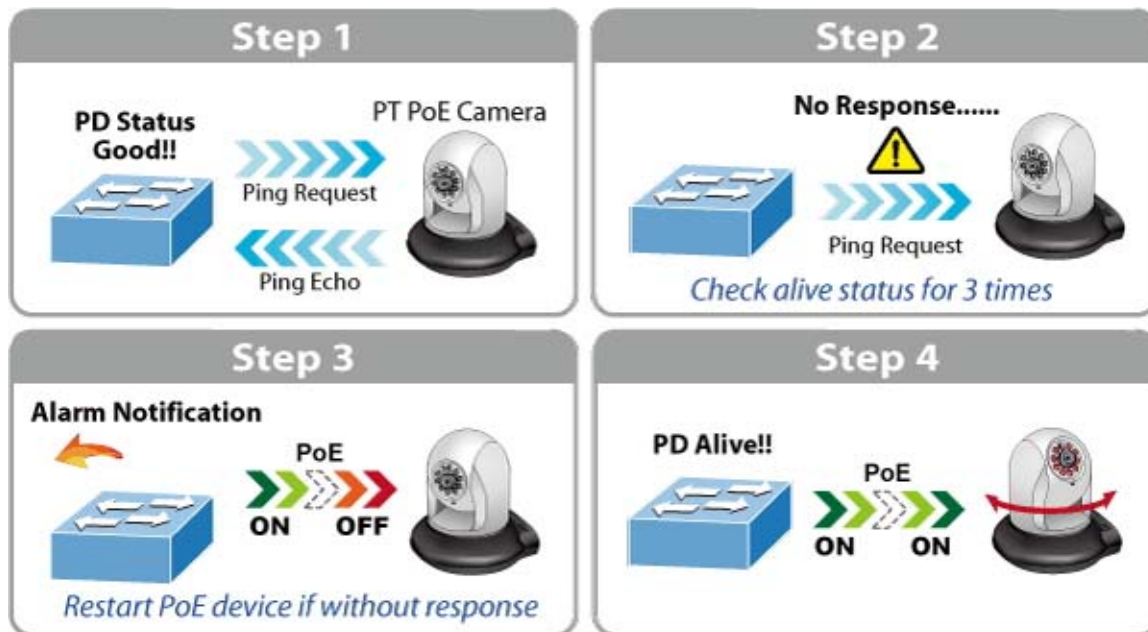 Step 1
PD Status
Good!!
PT PoE Camera
Ping Request
Ping Echo
Step 2
No Response......
Ping Request
Check alive status for 3 times
Step 3
Alarm Notification
PoE
ON OFF
Restart PoE device if without response
Step 4
PD Alive!!
PoE
ON ON